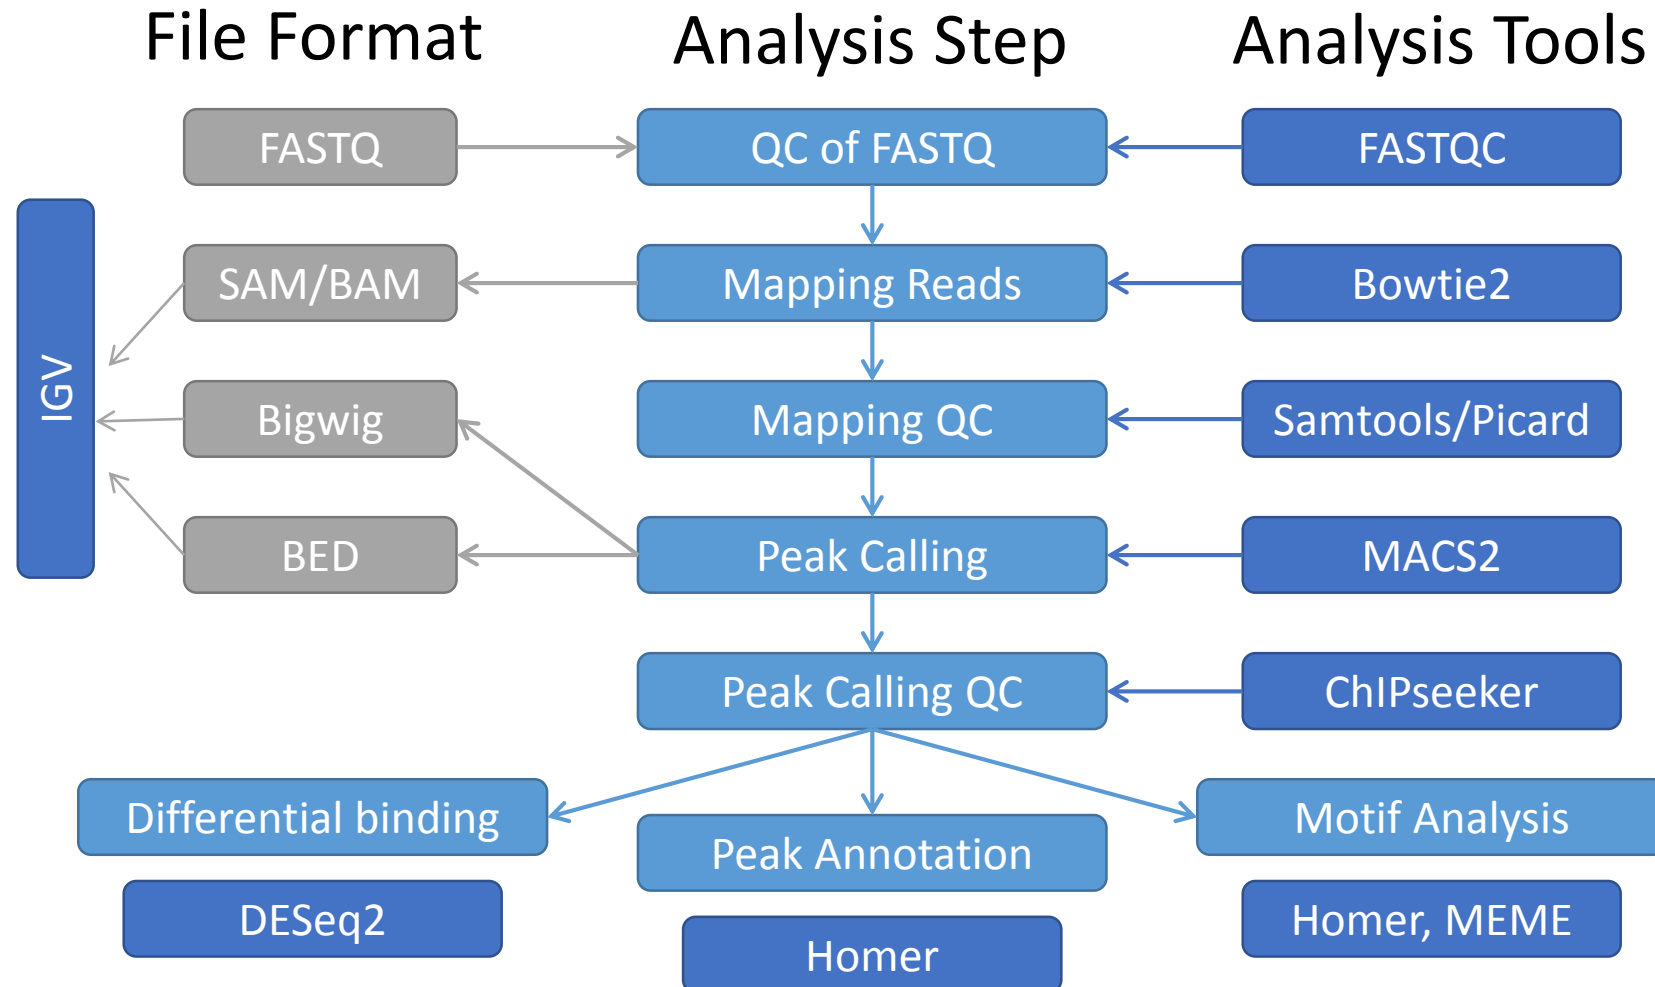 File Format
Analysis Step
Analysis Tools
FASTQ
QC of FASTQ
FASTQC
IGV
SAM/BAM
Mapping Reads
Bowtie2
Bigwig
Mapping QC
Samtools/Picard
BED
Peak Calling
MACS2
Peak Calling QC
ChIPseeker
Differential binding
Peak Annotation
Motif Analysis
DESeq2
Homer
Homer, MEME